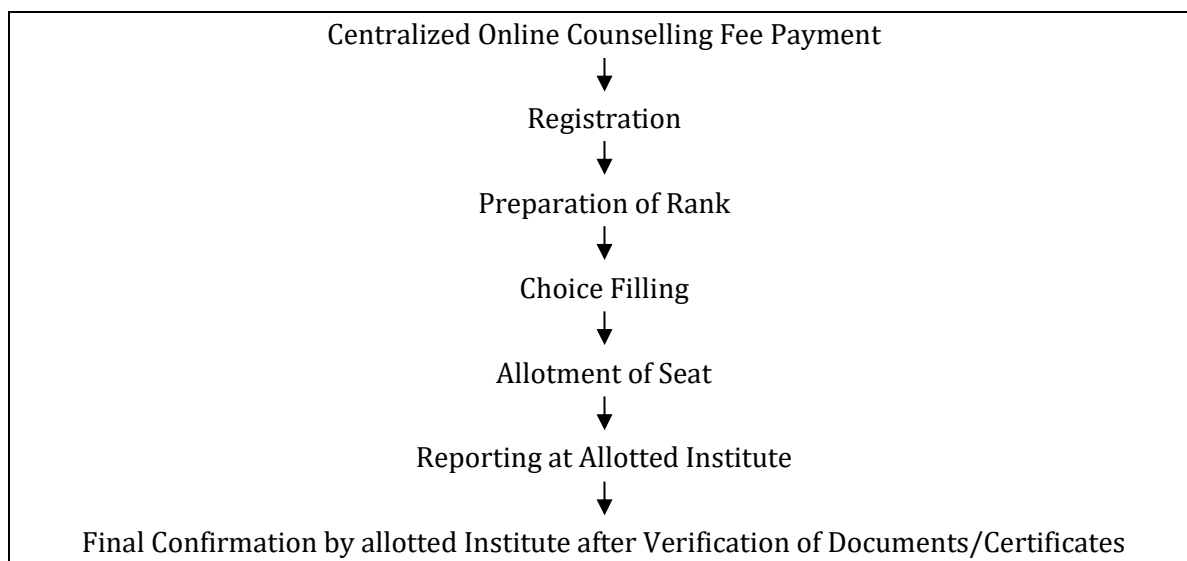 Centralized Online Counselling Fee Payment
Registration
Preparation of Rank
Choice Filling
Allotment of Seat
Reporting at Allotted Institute
Final Confirmation by allotted Institute after Verification of Documents/Certificates